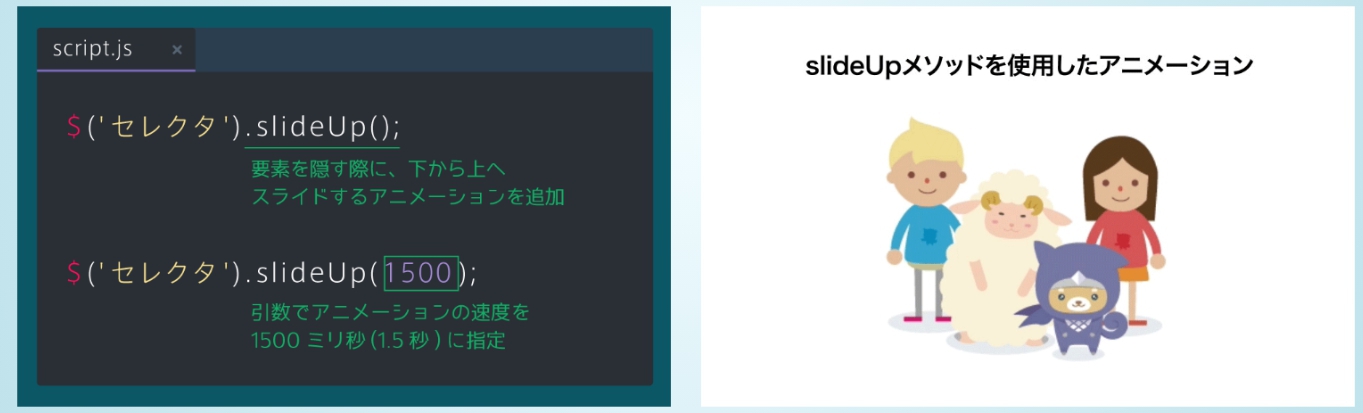 script.js ×
$('セレクタ').slideUp();
要素を隠す際に、下から上へ
スライドするアニメーションを追加
$('セレクタ').slideUp(1500);
引数でアニメーションの速度を
1500 ミリ秒 (1.5 秒 ) に指定
slideUpメソッドを使用したアニメーション